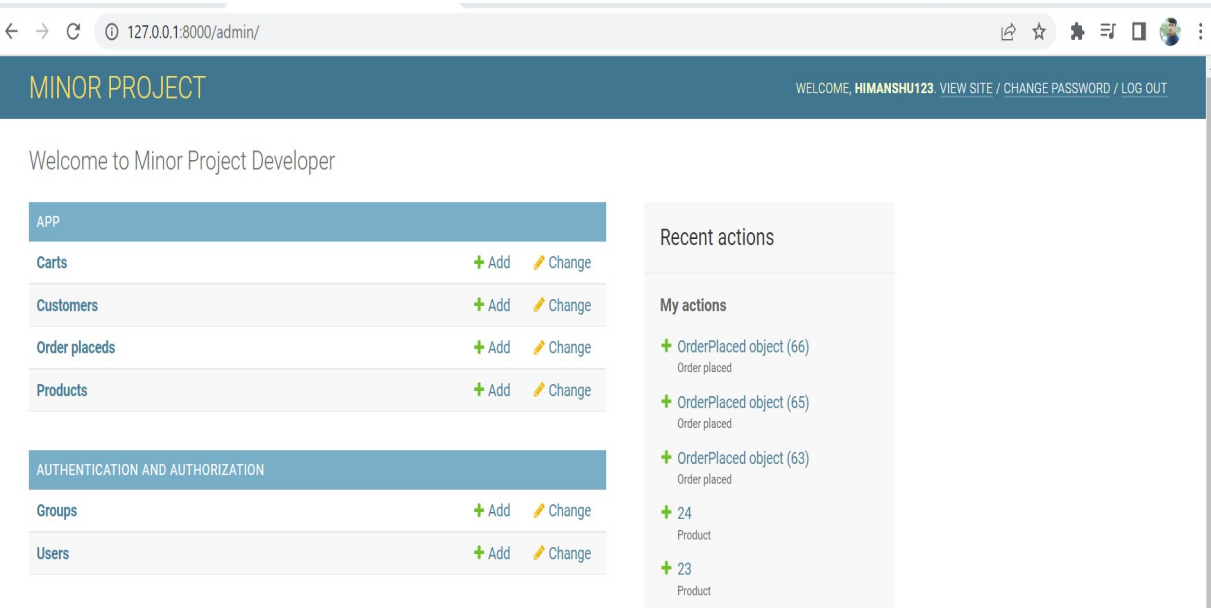 127.0.0.1:8000/admin/
MINOR PROJECT
WELCOME, HIMANSHU123. VIEW SITE / CHANGE PASSWORD / LOG OUT
Welcome to Minor Project Developer
APP
Carts Add Change
Customers Add Change
Order placeds Add Change
Products Add Change
AUTHENTICATION AND AUTHORIZATION
Groups Add Change
Users Add Change
Recent actions
My actions
OrderPlaced object (66)
Order placed
OrderPlaced object (65)
Order placed
OrderPlaced object (63)
Order placed
24
Product
23
Product